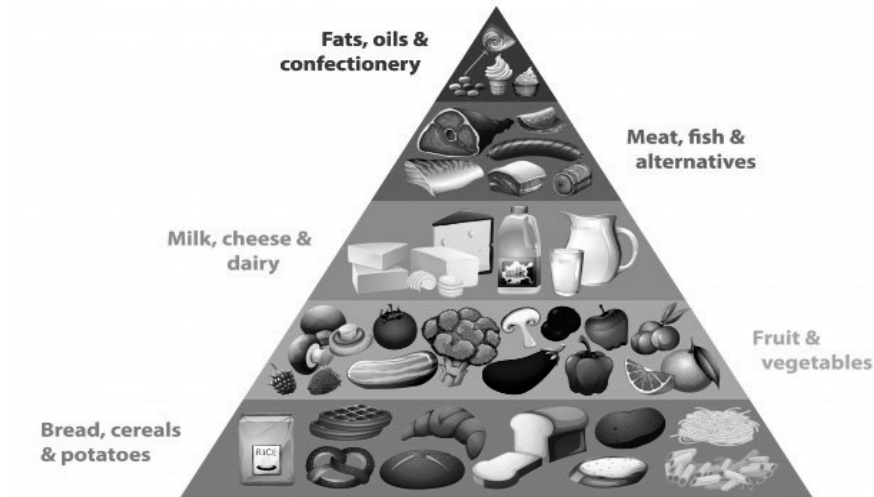 Fats, oils &
confectionery
Meat, fish &
alternatives
Milk, cheese &
dairy
Fruit &
vegetables
Bread, cereals
& potatoes
RICE